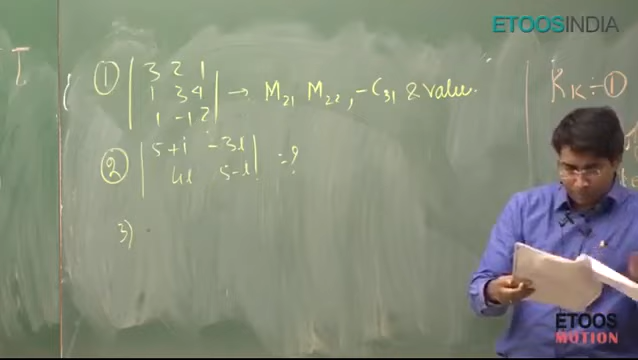 ETOOSINDIA
① | 3 2 1 | → M₂₁ M₂₂, -C₃₁ & value.
1 3 4
1 -1 2
RK:-①
② | 5+i -3i | = ?
4i 5-i
3)
ETOOS
MOTION